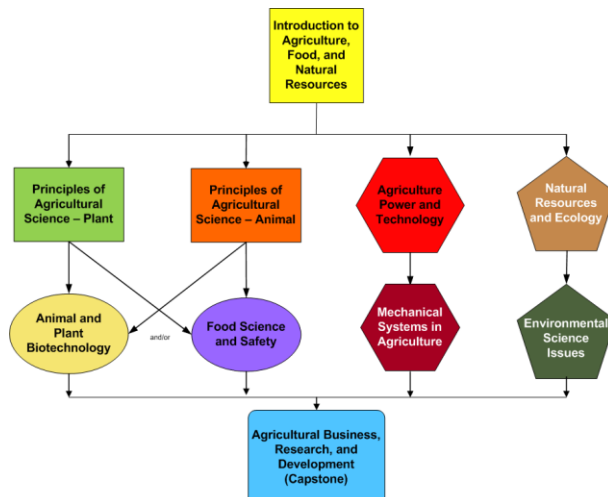 Introduction to
Agriculture,
Food, and
Natural
Resources
Principles of
Agricultural
Science – Plant
Principles of
Agricultural
Science – Animal
Agriculture
Power and
Technology
Natural
Resources
and Ecology
Animal and
Plant
Biotechnology
and/or
Food Science
and Safety
Mechanical
Systems in
Agriculture
Environmental
Science
Issues
Agricultural Business,
Research, and
Development
(Capstone)